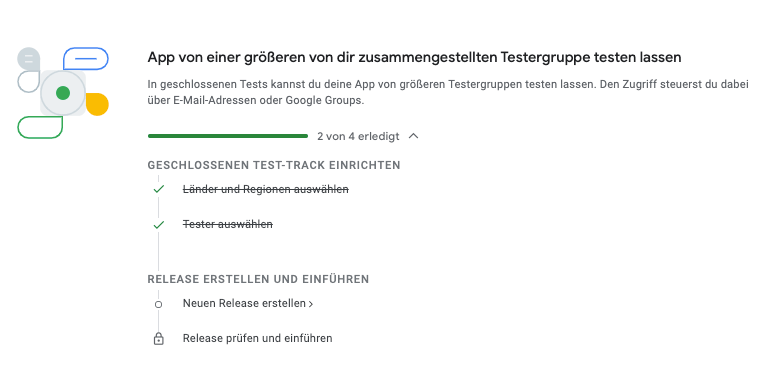 App von einer größeren von dir zusammengestellten Testergruppe testen lassen
In geschlossenen Tests kannst du deine App von größeren Testergruppen testen lassen. Den Zugriff steuerst du dabei
über E-Mail-Adressen oder Google Groups.
2 von 4 erledigt
GESCHLOSSENEN TEST-TRACK EINRICHTEN
Länder und Regionen auswählen
Tester auswählen
RELEASE ERSTELLEN UND EINFÜHREN
Neuen Release erstellen
Release prüfen und einführen